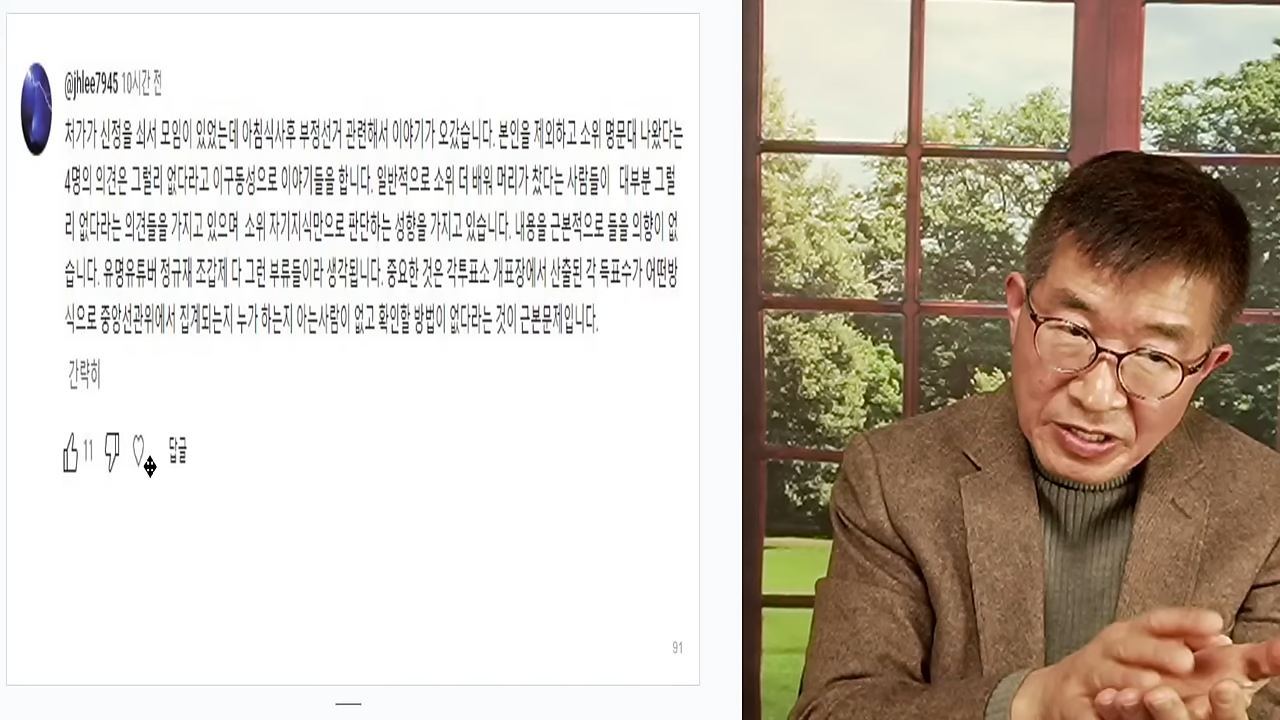 @jhlee7945 10시간 전
처가가 신정을 쇠서 모임이 있었는데 아침식사후 부정선거 관련해서 이야기가 오갔습니다. 본인을 제외하고 소위 명문대 나왔다는
4명의 의견은 그럴리 없다라고 이구동성으로 이야기들을 합니다. 일반적으로 소위 더 배워 머리가 찼다는 사람들이 대부분 그럴
리 없다라는 의견들을 가지고 있으며 소위 자기지식만으로 판단하는 성향을 가지고 있습니다. 내용을 근본적으로 들을 의향이 없
습니다. 유명유튜버 정규재 조갑제 다 그런 부류들이라 생각됩니다. 중요한 것은 각투표소 개표장에서 산출된 각 득표수가 어떤방
식으로 중앙선관위에서 집계되는지 누가 하는지 아는사람이 없고 확인할 방법이 없다라는 것이 근본문제입니다.
간략히
11 답글
91